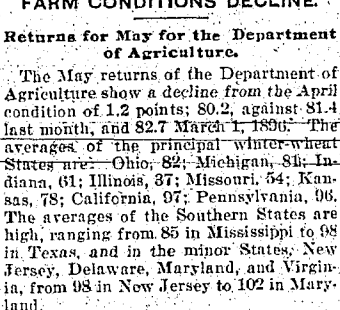 FARM CONDITIONS DECLINE.
Returns for May for the Department
of Agriculture.
The May returns of the Department of
Agriculture show a decline from the April
condition of 1.2 points; 80.2, against 81.4
last month, and 82.7 March 1, 1896. The
averages of the principal winter-wheat
States are: Ohio, 82; Michigan, 81; In-
diana, 61; Illinois, 37; Missouri, 54; Kan-
sas, 78; California, 97; Pennsylvania, 96.
The averages of the Southern States are
high, ranging from 85 in Mississippi to 98
in Texas, and in the minor States, New
Jersey, Delaware, Maryland, and Virgin-
ia, from 98 in New Jersey to 102 in Mary-
land.